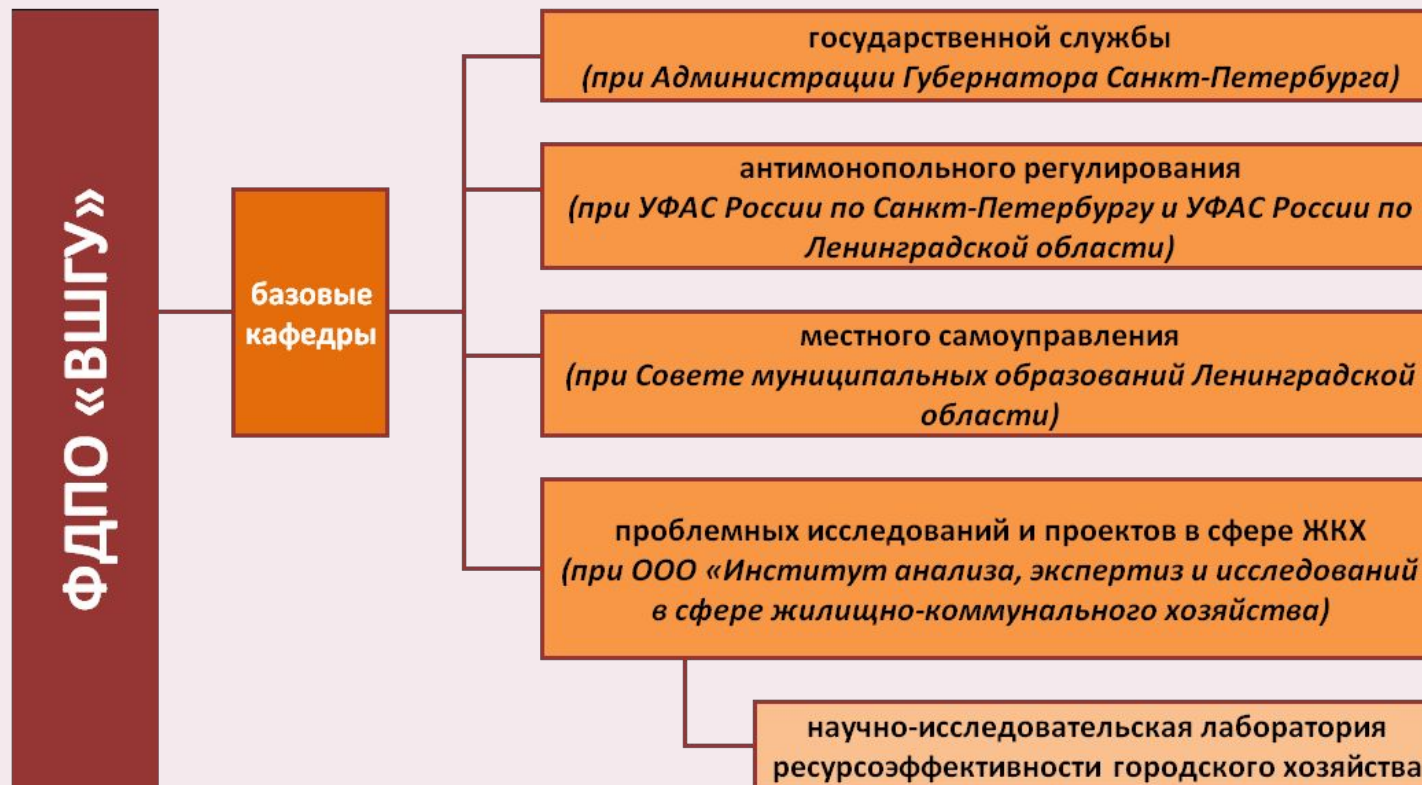 ФДПО «ВШГУ»
базовые
кафедры
государственной службы
(при Администрации Губернатора Санкт-Петербурга)
антимонопольного регулирования
(при УФАС России по Санкт-Петербургу и УФАС России по
Ленинградской области)
местного самоуправления
(при Совете муниципальных образований Ленинградской
области)
проблемных исследований и проектов в сфере ЖКХ
(при ООО «Институт анализа, экспертиз и исследований
в сфере жилищно-коммунального хозяйства)
научно-исследовательская лаборатория
ресурсоэффективности городского хозяйства